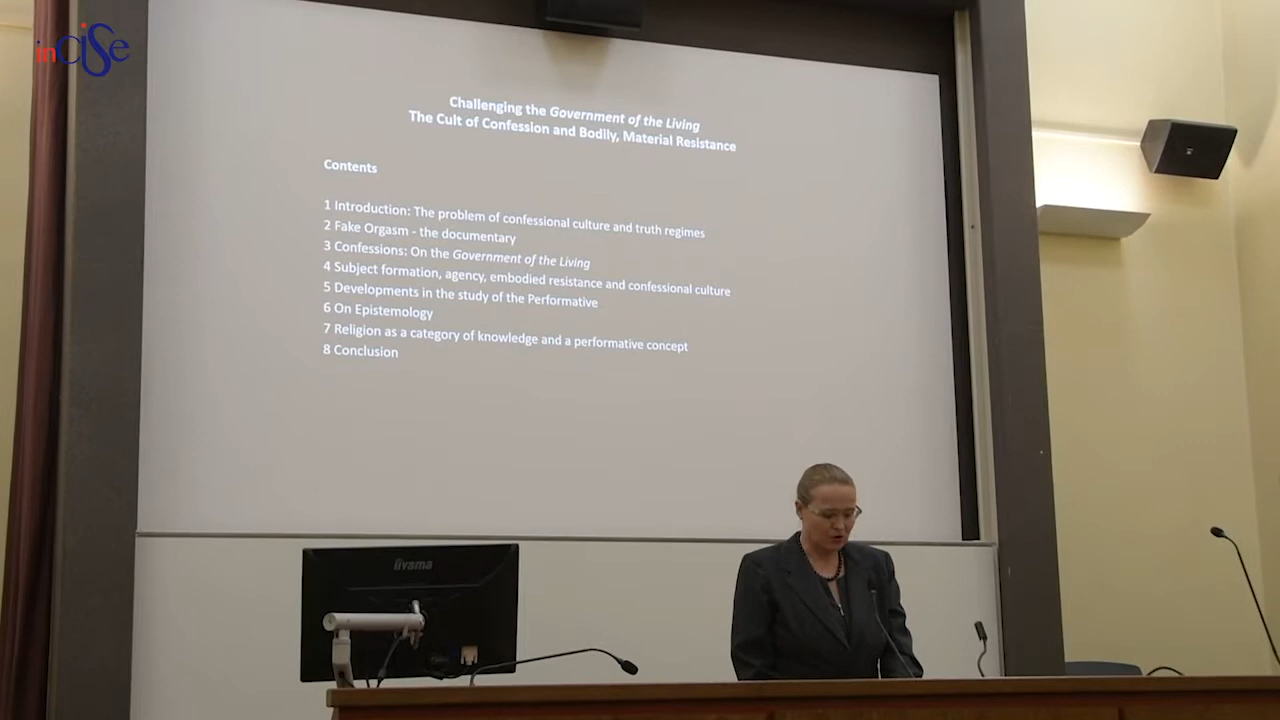 inCiSe
Challenging the Government of the Living
The Cult of Confession and Bodily, Material Resistance
Contents
1 Introduction: The problem of confessional culture and truth regimes
2 Fake Orgasm - the documentary
3 Confessions: On the Government of the Living
4 Subject formation, agency, embodied resistance and confessional culture
5 Developments in the study of the Performative
6 On Epistemology
7 Religion as a category of knowledge and a performative concept
8 Conclusion
iiyama